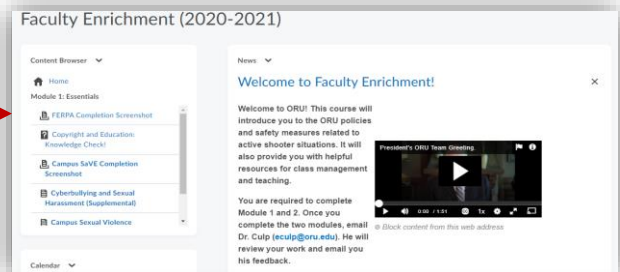 Faculty Enrichment (2020-2021)
Content Browser
Home
Module 1: Essentials
FERPA Completion Screenshot
Copyright and Education:
Knowledge Check!
Campus SaVE Completion
Screenshot
Cyberbullying and Sexual
Harassment (Supplemental)
Campus Sexual Violence
Calendar
News
Welcome to Faculty Enrichment!
Welcome to ORU! This course will
introduce you to the ORU policies
and safety measures related to
active shooter situations. It will
also provide you with helpful
resources for class management
and teaching.
You are required to complete
Module 1 and 2. Once you
complete the two modules, email
Dr. Culp (eculp@oru.edu). He will
review your work and email you
his feedback.
President's ORU Team Greeting
0:00 / 1:51 1x
Block content from this web address